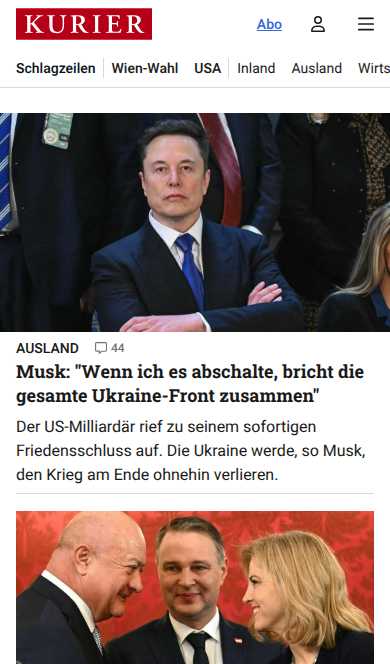 KURIER
Abo
Schlagzeilen Wien-Wahl USA Inland Ausland Wirts
AUSLAND 44
Musk: "Wenn ich es abschalte, bricht die
gesamte Ukraine-Front zusammen"
Der US-Milliardär rief zu seinem sofortigen
Friedensschluss auf. Die Ukraine werde, so Musk,
den Krieg am Ende ohnehin verlieren.